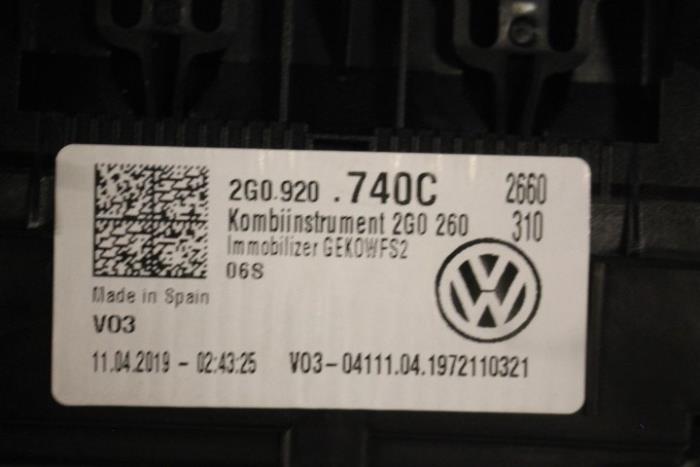 2G0.920 .740C 2660
Kombiinstrument 2G0 260 310
Immobilizer GEKOWFS2
06S
Made in Spain
V03
11.04.2019 - 02:43:25 V03-04111.04.1972110321